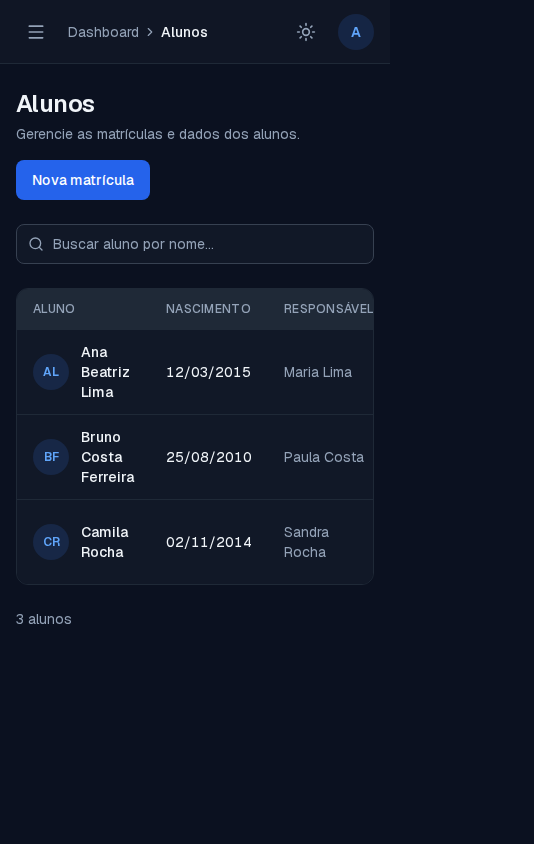 Dashboard > Alunos
A
Alunos
Gerencie as matrículas e dados dos alunos.
Nova matrícula
Buscar aluno por nome...
ALUNO NASCIMENTO RESPONSÁVEL
AL Ana Beatriz Lima 12/03/2015 Maria Lima
BF Bruno Costa Ferreira 25/08/2010 Paula Costa
CR Camila Rocha 02/11/2014 Sandra Rocha
3 alunos